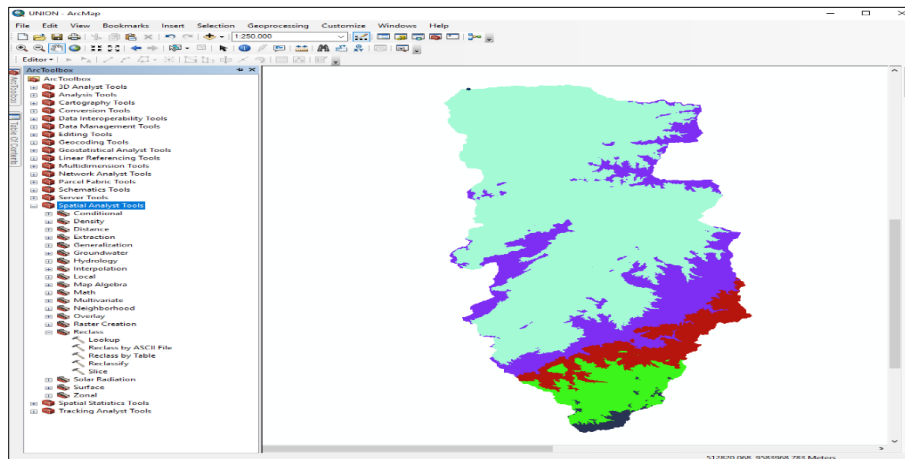 UNION - ArcMap
File Edit View Bookmarks Insert Selection Geoprocessing Customize Windows Help
1:250.000
Editor
ArcToolbox
ArcToolbox
Table Of Contents
ArcToolbox
3D Analyst Tools
Analysis Tools
Cartography Tools
Conversion Tools
Data Interoperability Tools
Data Management Tools
Editing Tools
Geocoding Tools
Geostatistical Analyst Tools
Linear Referencing Tools
Multidimension Tools
Network Analyst Tools
Parcel Fabric Tools
Schematics Tools
Server Tools
Spatial Analyst Tools
Conditional
Density
Distance
Extraction
Generalization
Groundwater
Hydrology
Interpolation
Local
Map Algebra
Math
Multivariate
Neighborhood
Overlay
Raster Creation
Reclass
Lookup
Reclass by ASCII File
Reclass by Table
Reclassify
Slice
Solar Radiation
Surface
Zonal
Spatial Statistics Tools
Tracking Analyst Tools
512820,068 9583968,783 Meters